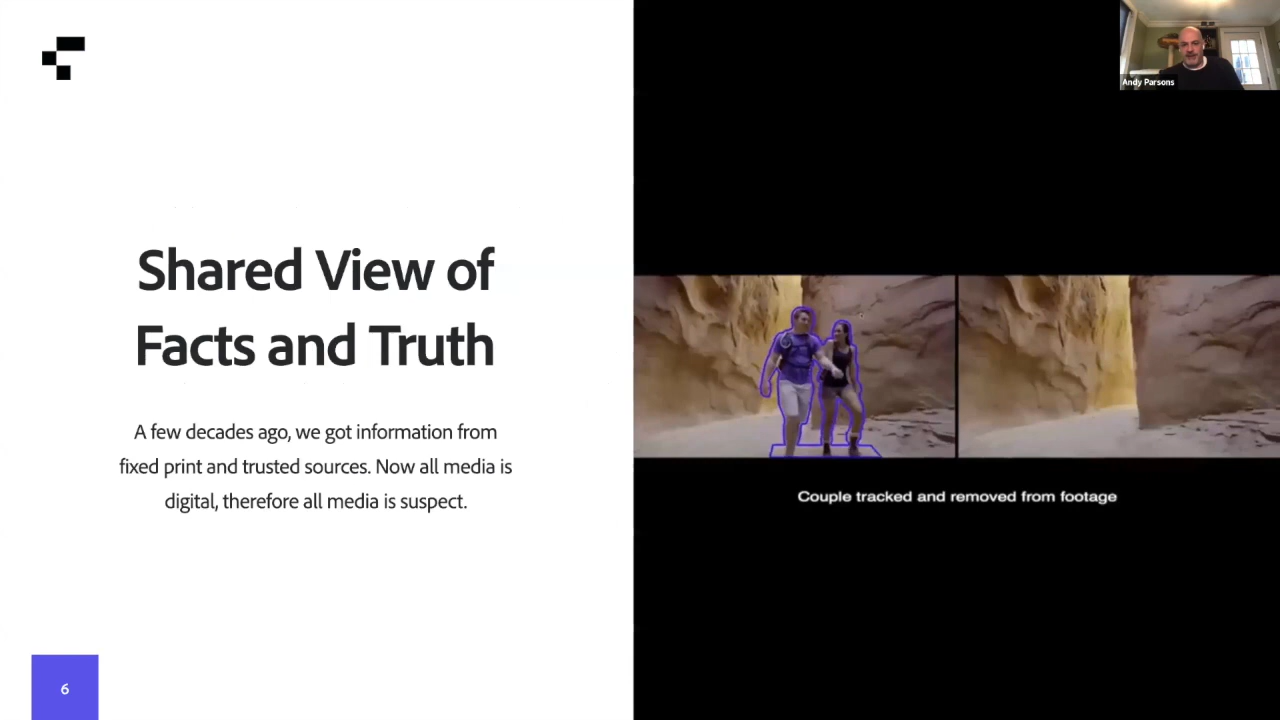 Andy Parsons
Shared View of
Facts and Truth
A few decades ago, we got information from
fixed print and trusted sources. Now all media is
digital, therefore all media is suspect.
Couple tracked and removed from footage
6